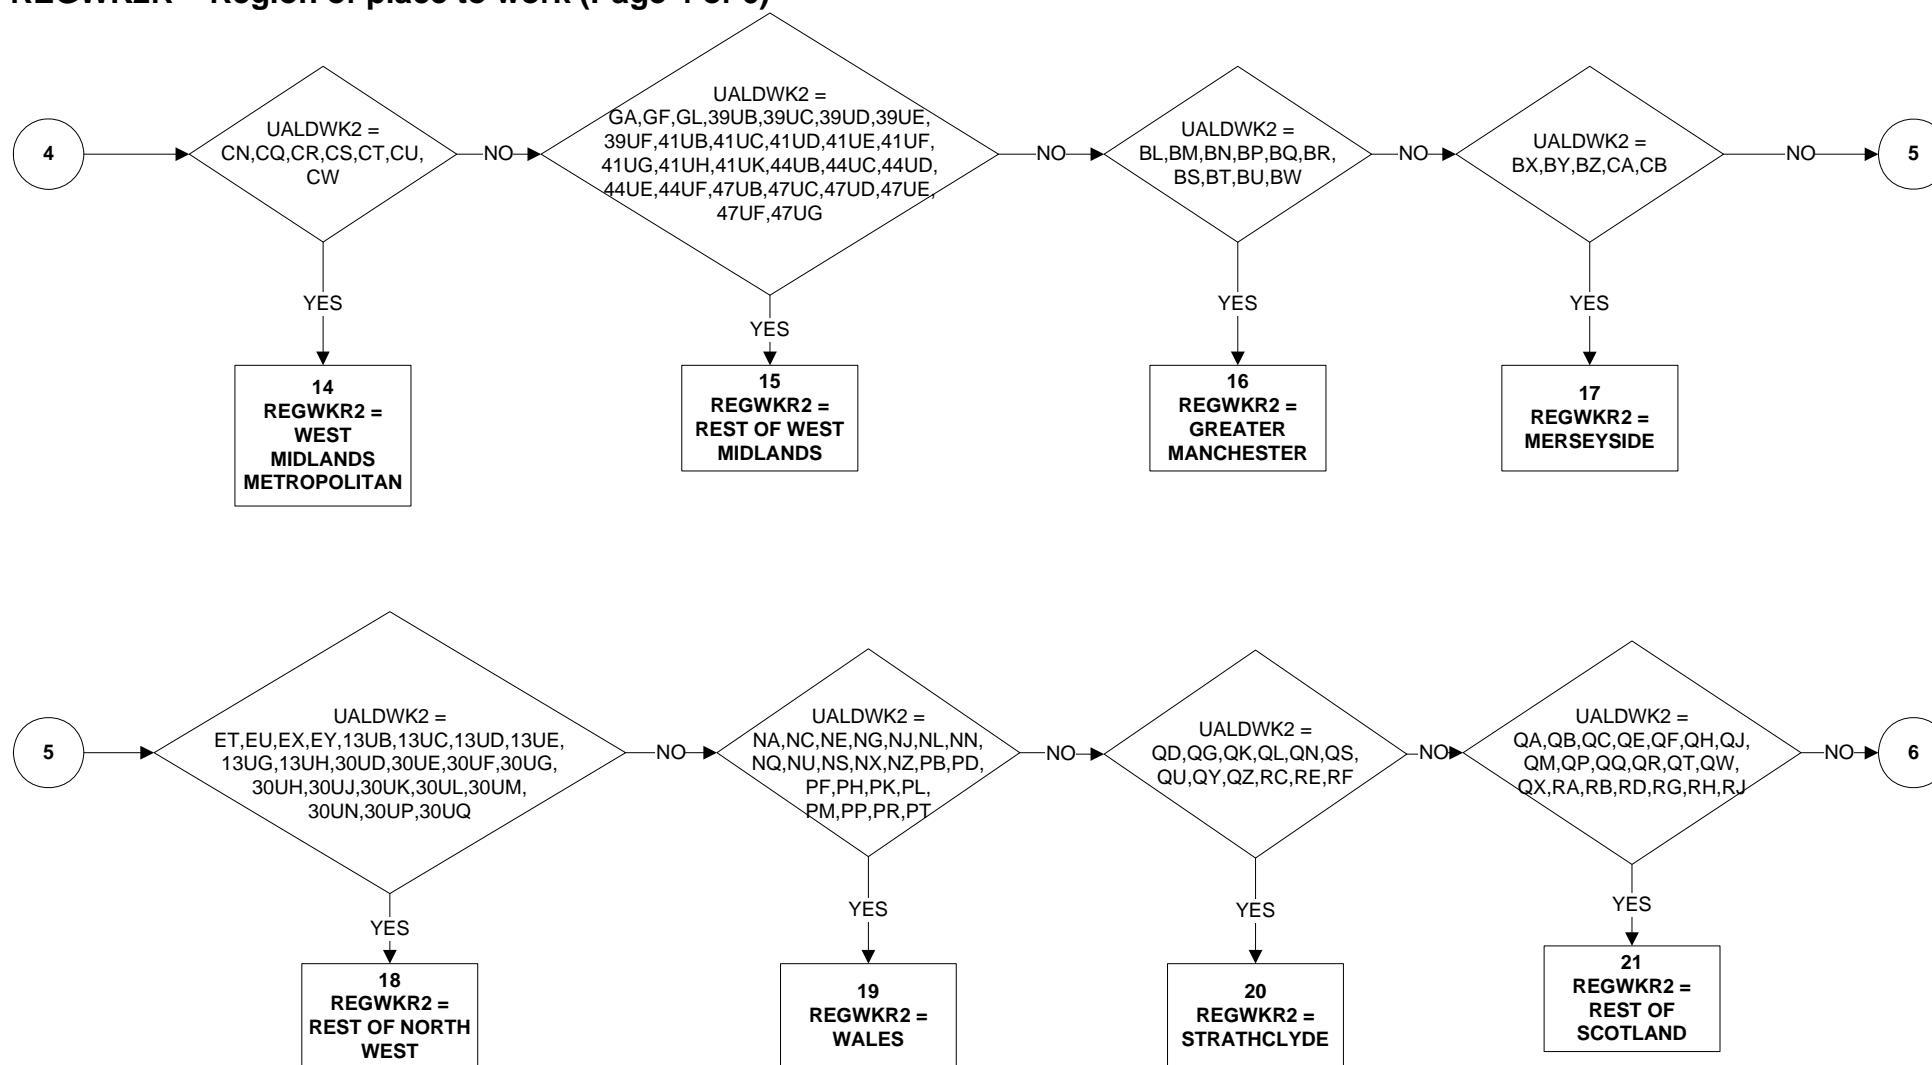 Region of place to work (Page
4
UALDWK2 =
CN,CQ,CR,CS,CT,CU,
CW
NO
UALDWK2 =
GA,GF,GL,39UB,39UC,39UD,39UE,
39UF,41UB,41UC,41UD,41UE,41UF,
41UG,41UH,41UK,44UB,44UC,44UD,
44UE,44UF,47UB,47UC,47UD,47UE,
47UF,47UG
NO
UALDWK2 =
BL,BM,BN,BP,BQ,BR,
BS,BT,BU,BW
NO
UALDWK2 =
BX,BY,BZ,CA,CB
NO
5
YES
YES
YES
YES
14
REGWKR2 =
WEST
MIDLANDS
METROPOLITAN
15
REGWKR2 =
REST OF WEST
MIDLANDS
16
REGWKR2 =
GREATER
MANCHESTER
17
REGWKR2 =
MERSEYSIDE
5
UALDWK2 =
ET,EU,EX,EY,13UB,13UC,13UD,13UE,
13UG,13UH,30UD,30UE,30UF,30UG,
30UH,30UJ,30UK,30UL,30UM,
30UN,30UP,30UQ
NO
UALDWK2 =
NA,NC,NE,NG,NJ,NL,NN,
NQ,NU,NS,NX,NZ,PB,PD,
PF,PH,PK,PL,
PM,PP,PR,PT
NO
UALDWK2 =
QD,QG,QK,QL,QN,QS,
QU,QY,QZ,RC,RE,RF
NO
UALDWK2 =
QA,QB,QC,QE,QF,QH,QJ,
QM,QP,QQ,QR,QT,QW,
QX,RA,RB,RD,RG,RH,RJ
NO
6
YES
YES
YES
YES
18
REGWKR2 =
REST OF NORTH
WEST
19
REGWKR2 =
WALES
20
REGWKR2 =
STRATHCLYDE
21
REGWKR2 =
REST OF
SCOTLAND